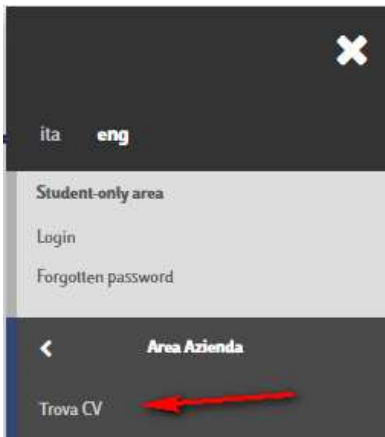 ita eng
Student-only area
Login
Forgotten password
Area Azienda
Trova CV